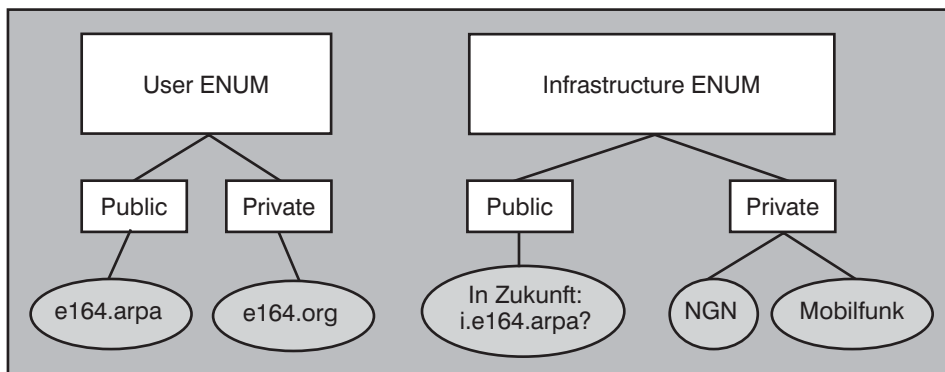 User ENUM
Infrastructure ENUM
Public
Private
Public
Private
e164.arpa
e164.org
In Zukunft:
i.e164.arpa?
NGN
Mobilfunk